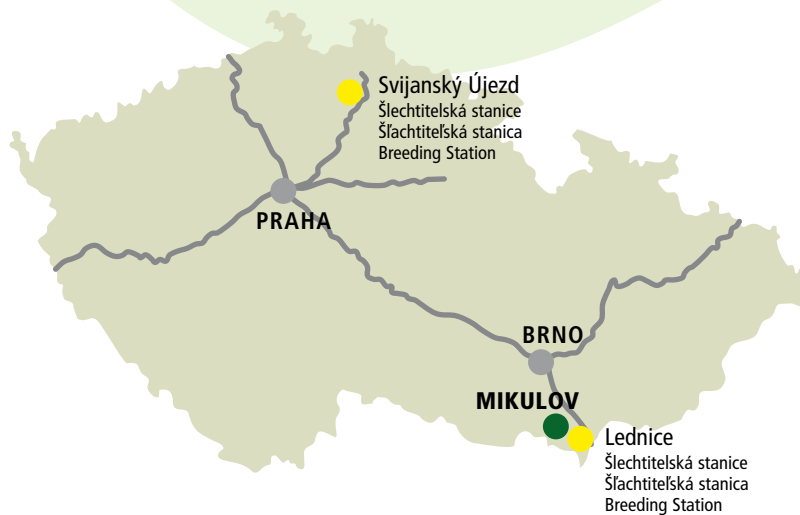 Svijanský Újezd
Šlechtitelská stanice
Šľachtiteľská stanica
Breeding Station
PRAHA
BRNO
MIKULOV
Lednice
Šlechtitelská stanice
Šľachtiteľská stanica
Breeding Station